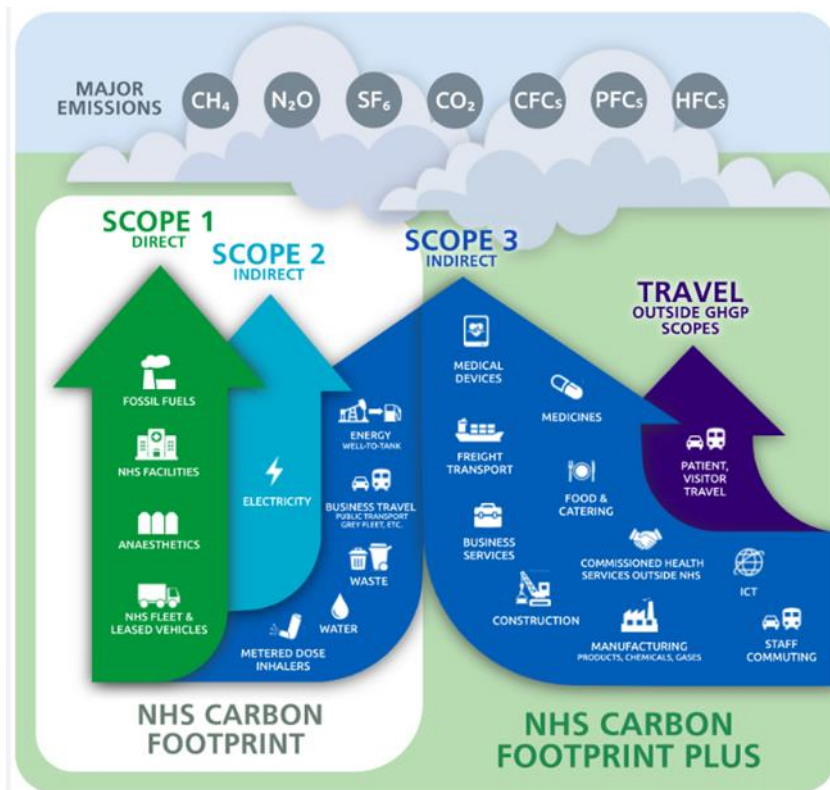 MAJOR
EMISSIONS
CH₄
N₂O
SF₆
CO₂
CFCs
PFCs
HFCs
SCOPE 1
DIRECT
SCOPE 2
INDIRECT
SCOPE 3
INDIRECT
TRAVEL
OUTSIDE GHGP
SCOPES
FOSSIL FUELS
NHS FACILITIES
ANAESTHETICS
NHS FLEET &
LEASED VEHICLES
ELECTRICITY
ENERGY
WELL-TO-TANK
BUSINESS TRAVEL
PUBLIC TRANSPORT
GREY FLEET, ETC.
WASTE
WATER
METERED DOSE
INHALERS
MEDICAL
DEVICES
MEDICINES
FREIGHT
TRANSPORT
FOOD &
CATERING
BUSINESS
SERVICES
COMMISSIONED HEALTH
SERVICES OUTSIDE NHS
CONSTRUCTION
MANUFACTURING
PRODUCTS, CHEMICALS, GASES
ICT
STAFF
COMMUTING
PATIENT,
VISITOR
TRAVEL
NHS CARBON
FOOTPRINT
NHS CARBON
FOOTPRINT PLUS